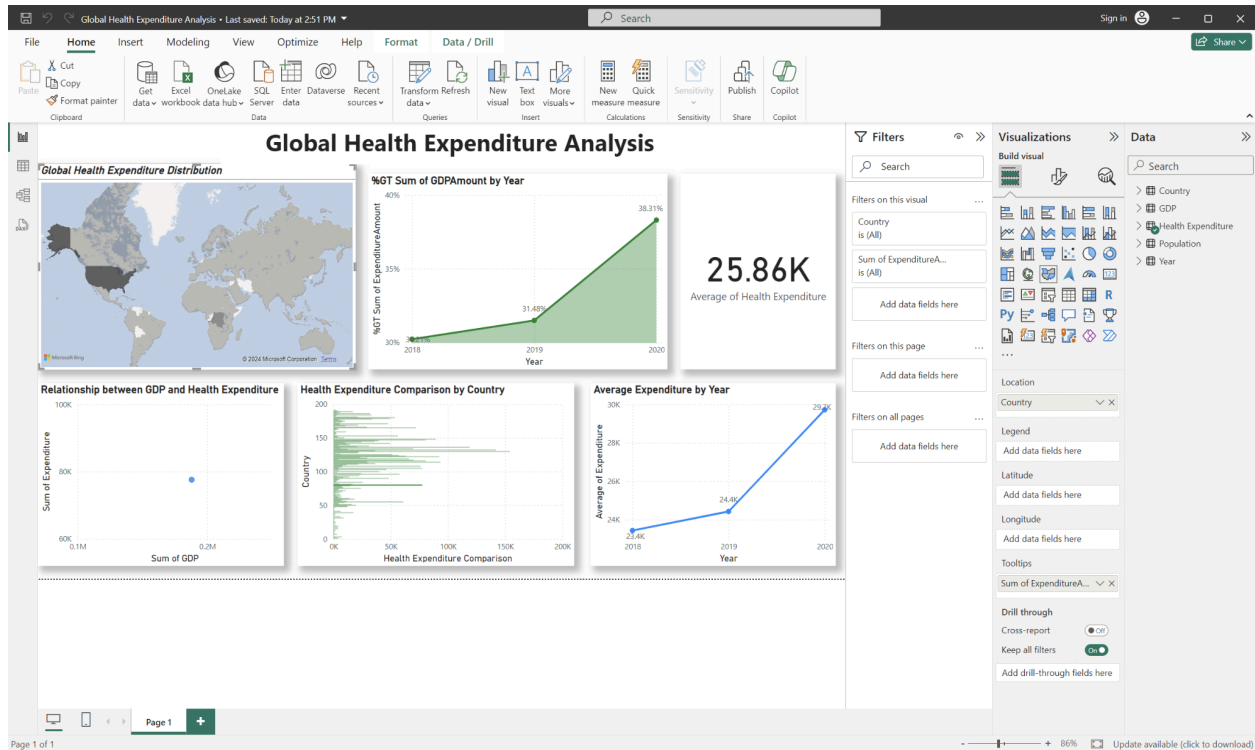 Global Health Expenditure Analysis • Last saved: Today at 2:51 PM
Search
Sign in
File Home Insert Modeling View Optimize Help Format Data / Drill
Share
Paste
Cut
Copy
Format painter
Get data
Excel workbook
OneLake data hub
SQL Server
Enter data
Dataverse
Recent sources
Transform data
Refresh
New visual
Text box
More visuals
New measure
Quick measure
Sensitivity
Publish
Copilot
Clipboard Data Queries Insert Calculations Sensitivity Share Copilot
Global Health Expenditure Analysis
Global Health Expenditure Distribution
Microsoft Bing
© 2024 Microsoft Corporation Terms
%GT Sum of GDPAmount by Year
%GT Sum of ExpenditureAmount
40%
35%
30%
38.31%
31.48%
2018 2019 2020
Year
25.86K
Average of Health Expenditure
Relationship between GDP and Health Expenditure
Sum of Expenditure
100K
80K
60K
0.1M 0.2M
Sum of GDP
Health Expenditure Comparison by Country
Country
200
150
100
50
0
0K 50K 100K 150K 200K
Health Expenditure Comparison
Average Expenditure by Year
Average of Expenditure
30K
28K
26K
24K
29.7K
24.4K
23.4K
2018 2019 2020
Year
Filters
Search
Filters on this visual ...
Country
is (All)
Sum of ExpenditureA...
is (All)
Add data fields here
Filters on this page ...
Add data fields here
Filters on all pages ...
Add data fields here
Visualizations
Build visual
123
R
Py
...
Location
Country
Legend
Add data fields here
Latitude
Add data fields here
Longitude
Add data fields here
Tooltips
Sum of ExpenditureA...
Drill through
Cross-report Off
Keep all filters On
Add drill-through fields here
Data
Search
Country
GDP
Health Expenditure
Population
Year
Page 1
+
Page 1 of 1
- + 86%
Update available (click to download)